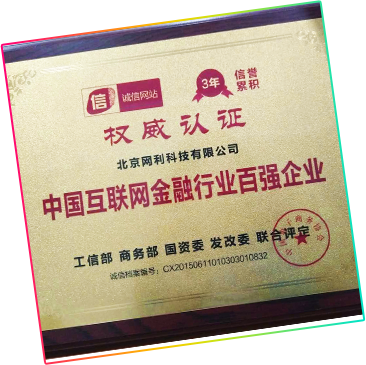 信 诚信网站
3年 信誉累积
权威认证
北京网利科技有限公司
中国互联网金融行业百强企业
工信部 商务部 国资委 发改委 联合评定
诚信档案编号：CX20150611010303010832